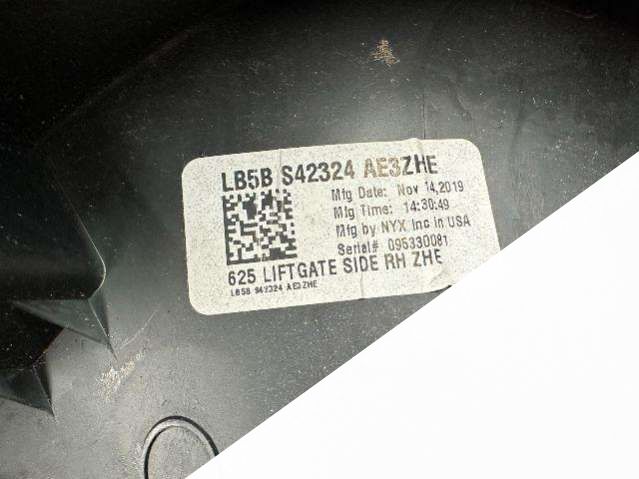 LB5B S42324 AE3ZHE
Mfg Date: Nov 14,2019
Mfg Time: 14:30:49
Mfg by NYX Inc in USA
Serial# 095330081
625 LIFTGATE SIDE RH ZHE
LB5B S42324 AE3ZHE